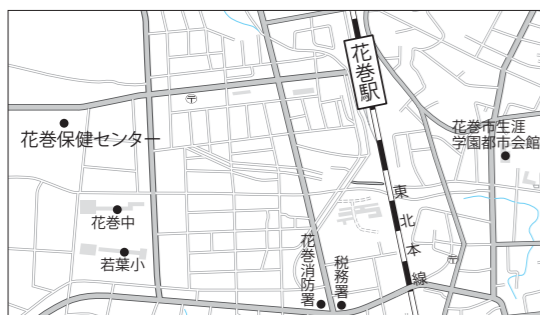 花巻駅
花巻保健センター
花巻市生涯
学園都市会館
花巻中
若葉小
東北本線
花巻消防署
税務署